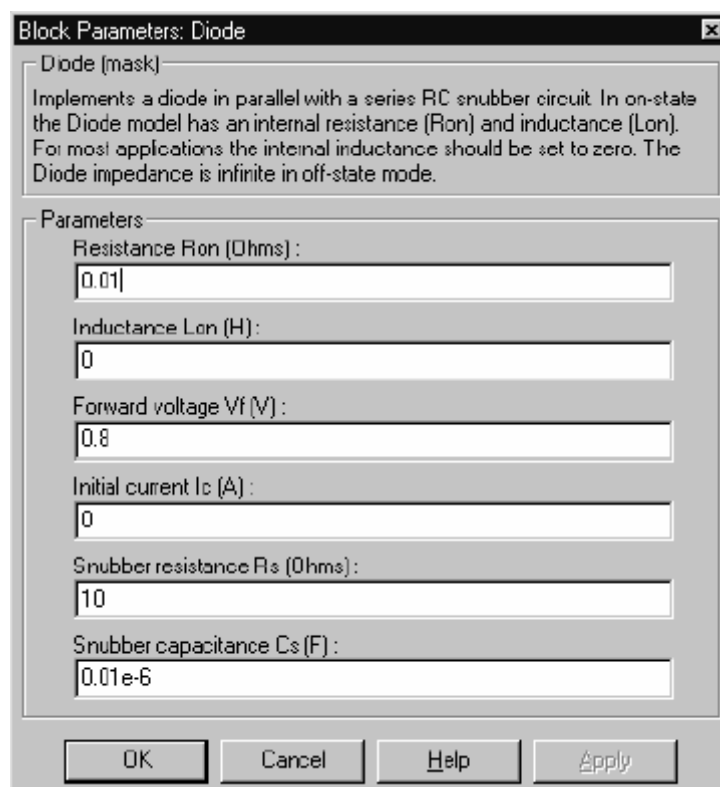 Block Parameters: Diode
Diode (mask)
Implements a diode in parallel with a series RC snubber circuit. In on-state
the Diode model has an internal resistance (Ron) and inductance (Lon).
For most applications the internal inductance should be set to zero. The
Diode impedance is infinite in off-state mode.
Parameters
Resistance Ron (Ohms) :
0.01
Inductance Lon (H) :
0
Forward voltage Vf (V) :
0.8
Initial current Ic (A) :
0
Snubber resistance Rs (Ohms) :
10
Snubber capacitance Cs (F) :
0.01e-6
OK
Cancel
Help
Apply